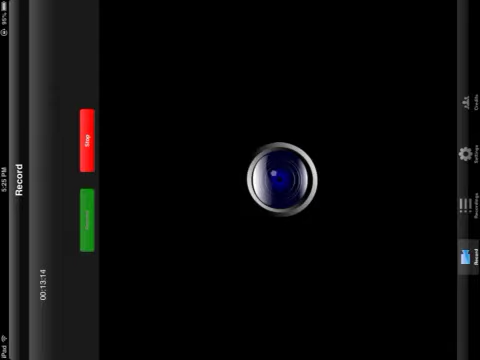 iPad
5:25 PM
95%
Record
00:13:14
Stop
Record
Recordings
Settings
Credits